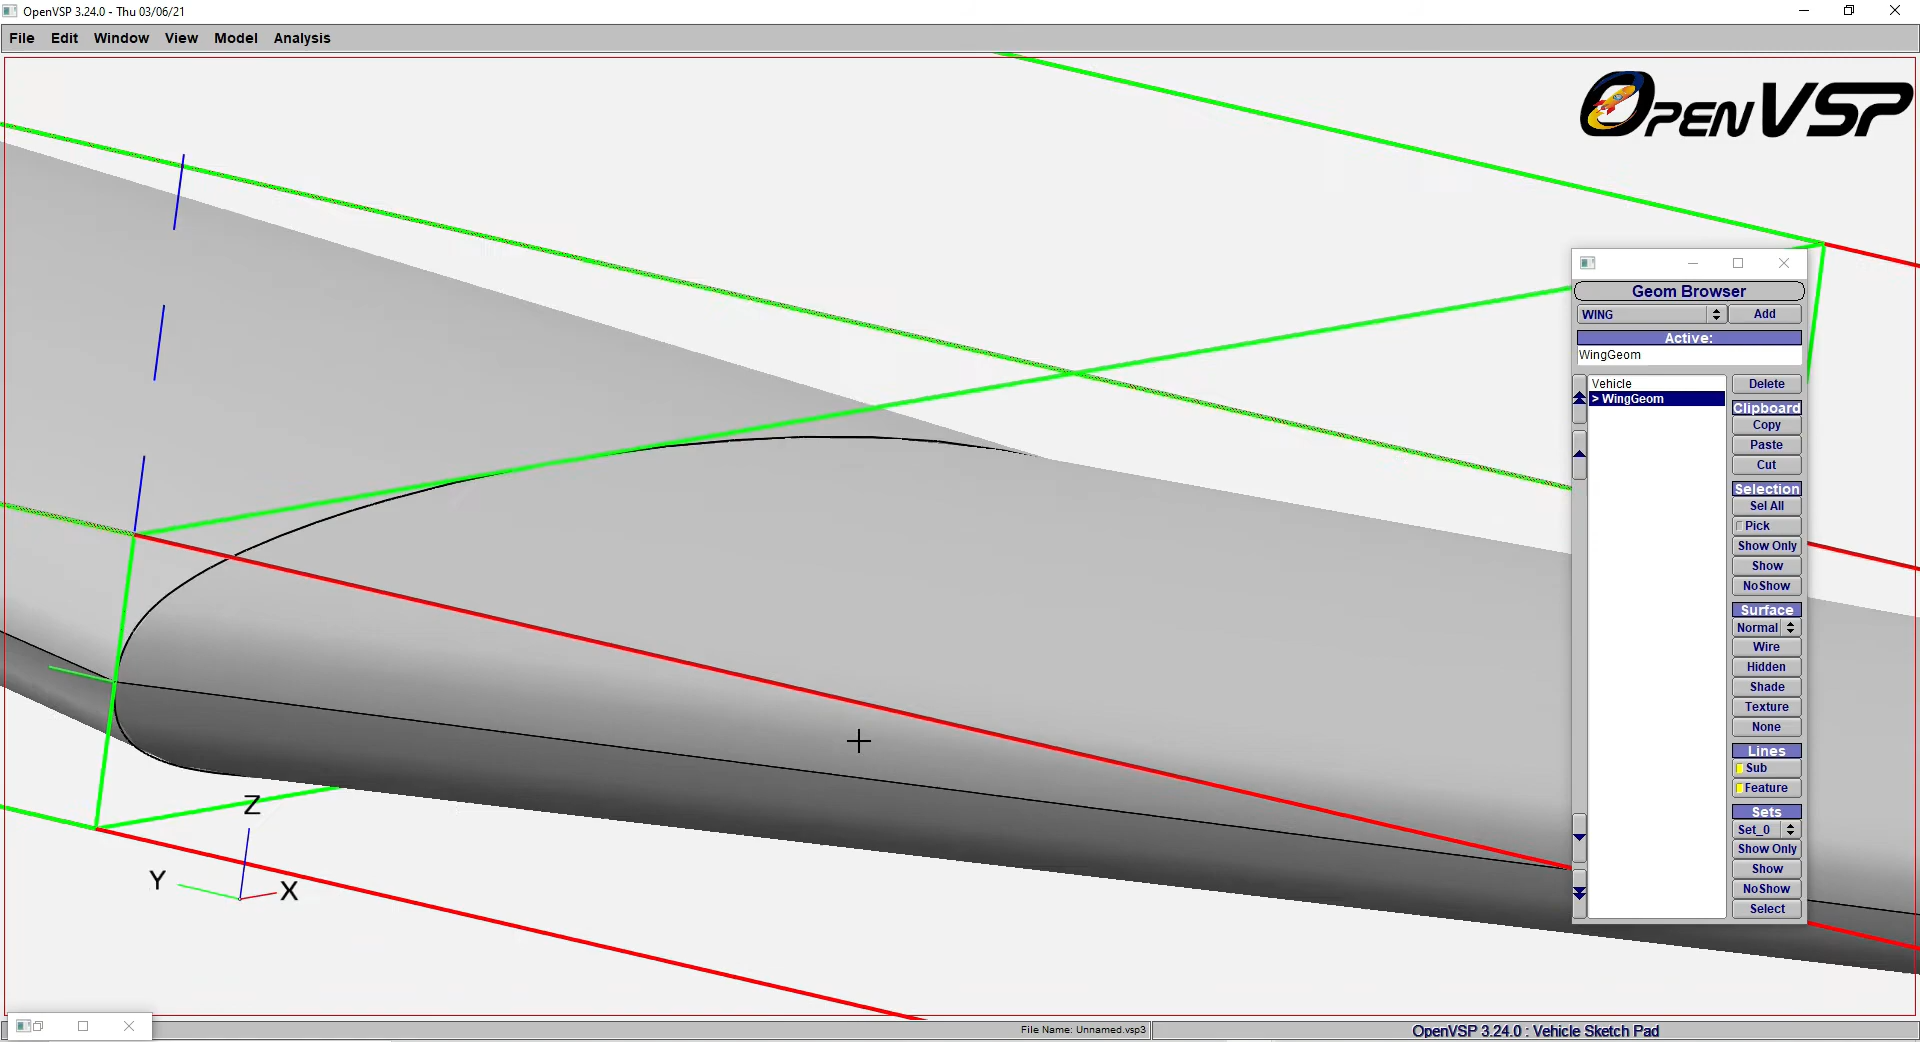 OpenVSP 3.24.0 - Thu 03/06/21
File Edit Window View Model Analysis
OPENVSP
Geom Browser
WING Add
Active:
WingGeom
Vehicle
> WingGeom
Delete
Clipboard
Copy
Paste
Cut
Selection
Sel All
Pick
Show Only
Show
NoShow
Surface
Normal
Wire
Hidden
Shade
Texture
None
Lines
Sub
Feature
Sets
Set_0
Show Only
Show
NoShow
Select
Z
Y
X
File Name: Unnamed.vsp3
OpenVSP 3.24.0 : Vehicle Sketch Pad